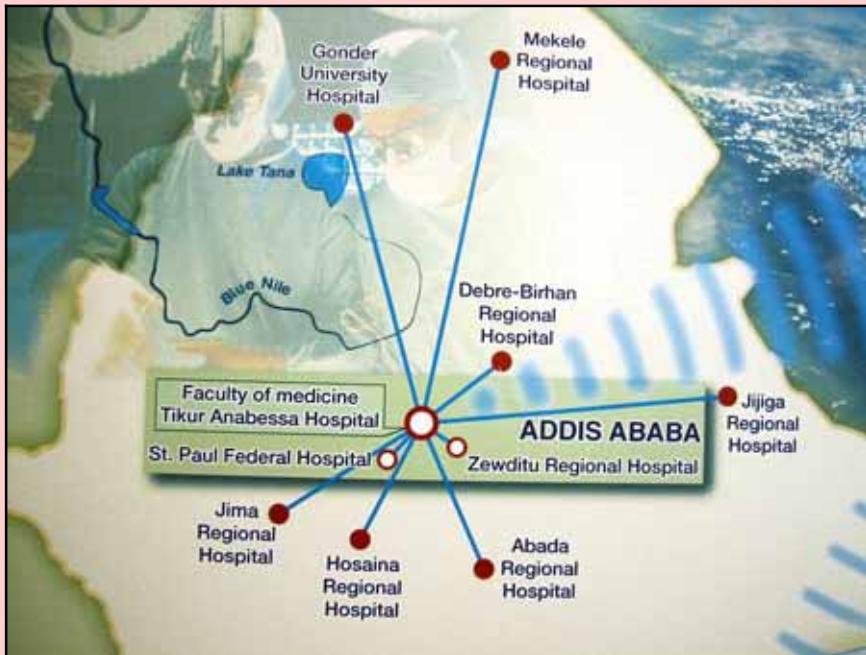 Gonder
University
Hospital
Mekele
Regional
Hospital
Lake Tana
Blue Nile
Debre-Birhan
Regional
Hospital
Faculty of medicine
Tikur Anabessa Hospital
ADDIS ABABA
Jijiga
Regional
Hospital
St. Paul Federal Hospital
Zewditu Regional Hospital
Jima
Regional
Hospital
Hosaina
Regional
Hospital
Abada
Regional
Hospital